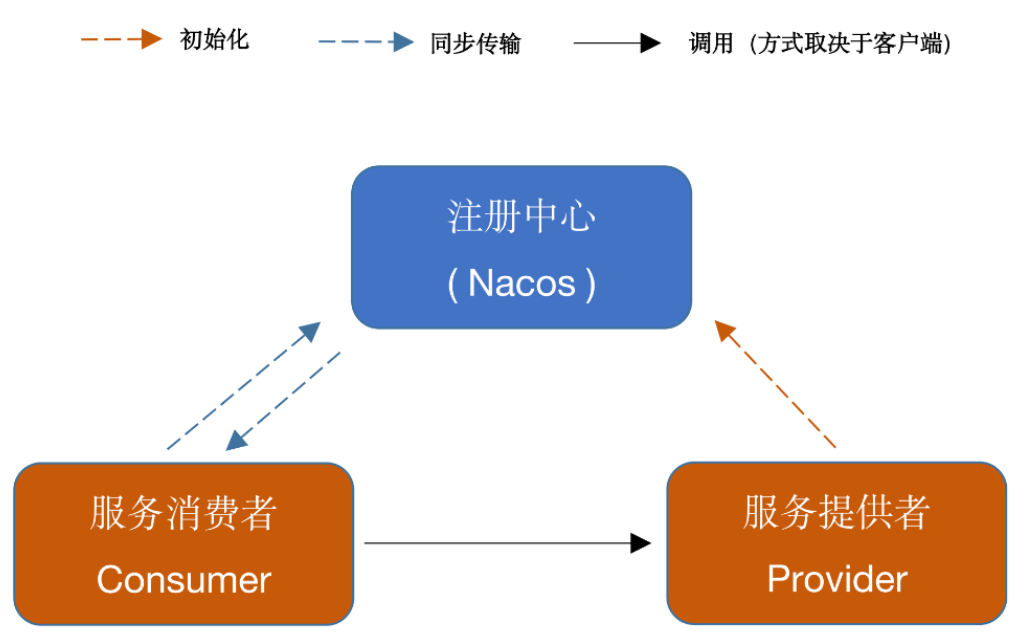 初始化 同步传输 调用（方式取决于客户端）
注册中心
( Nacos )
服务消费者
Consumer
服务提供者
Provider